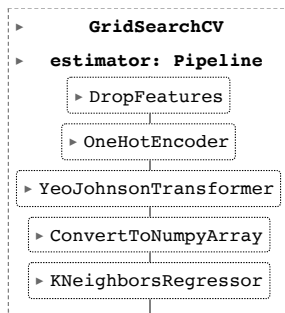 ▸ GridSearchCV
▸ estimator: Pipeline
▸ DropFeatures
▸ OneHotEncoder
▸ YeoJohnsonTransformer
▸ ConvertToNumpyArray
▸ KNeighborsRegressor